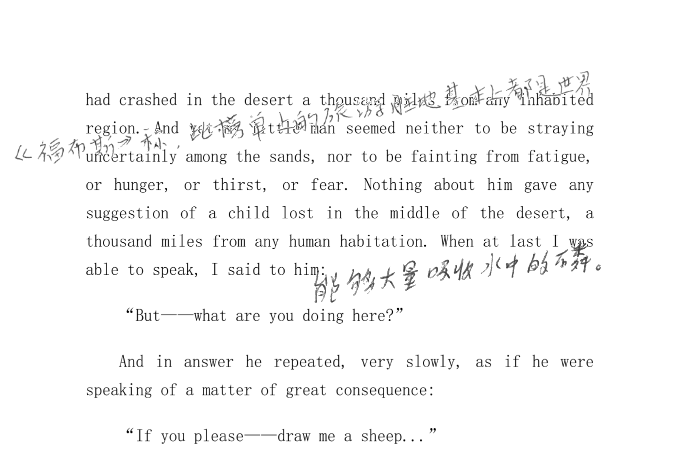 had crashed in the desert a thousand miles from any inhabited
region. And little man seemed neither to be straying
《福布斯》称,榜单上的旅游胜地基本上都是世界
uncertainly among the sands, nor to be fainting from fatigue,
or hunger, or thirst, or fear. Nothing about him gave any
suggestion of a child lost in the middle of the desert, a
thousand miles from any human habitation. When at last I was
able to speak, I said to him:
能够大量吸收水中的磷。
“But——what are you doing here?”
And in answer he repeated, very slowly, as if he were
speaking of a matter of great consequence:
“If you please——draw me a sheep...”